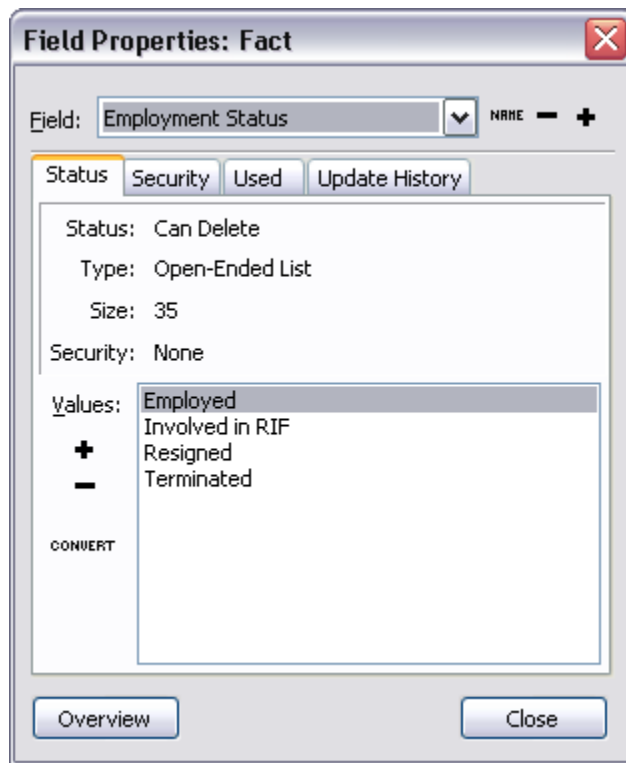 Field Properties: Fact
Field: Employment Status NAME
Status Security Used Update History
Status: Can Delete
Type: Open-Ended List
Size: 35
Security: None
Values: Employed
Involved in RIF
Resigned
Terminated
CONVERT
Overview Close